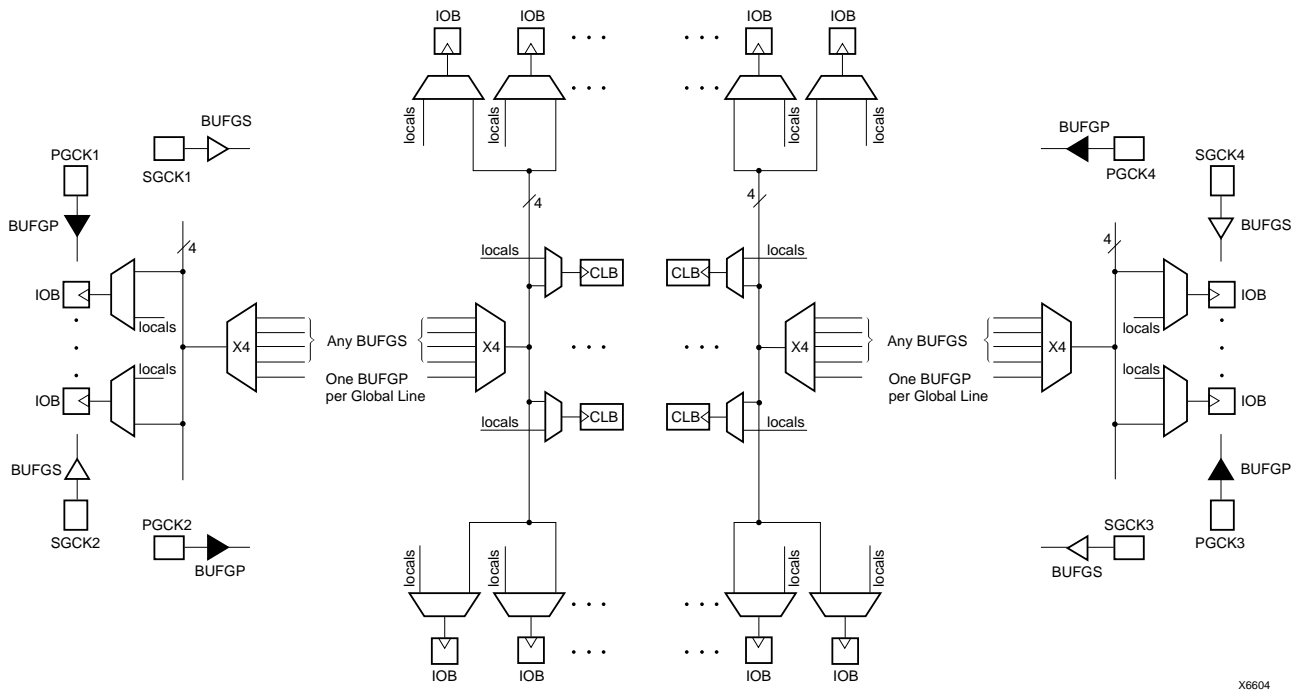 IOB
IOB
IOB
IOB
locals
locals
locals
locals
BUFGS
SGCK1
PGCK1
BUFGP
BUFGP
PGCK4
SGCK4
BUFGS
4
4
4
4
locals
CLB
CLB
locals
IOB
locals
IOB
locals
X4
Any BUFGS
X4
X4
Any BUFGS
X4
One BUFGP
per Global Line
One BUFGP
per Global Line
locals
IOB
locals
IOB
locals
CLB
CLB
locals
BUFGS
SGCK2
PGCK2
BUFGP
BUFGP
PGCK3
SGCK3
BUFGS
locals
locals
locals
locals
IOB
IOB
IOB
IOB
X6604